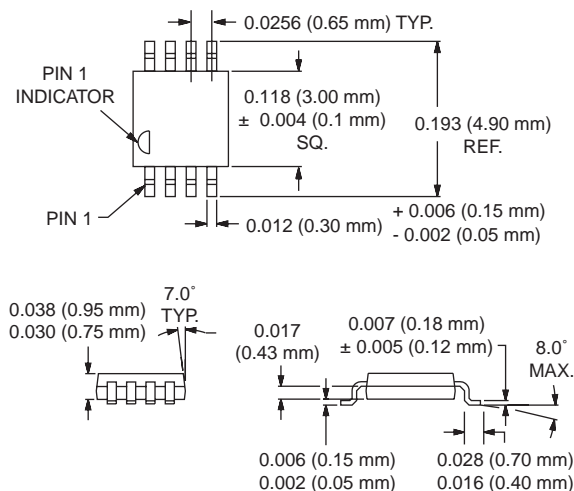 0.0256 (0.65 mm) TYP.
PIN 1
INDICATOR
0.118 (3.00 mm)
± 0.004 (0.1 mm)
SQ.
0.193 (4.90 mm)
REF.
PIN 1
0.012 (0.30 mm)
+ 0.006 (0.15 mm)
- 0.002 (0.05 mm)
0.038 (0.95 mm)
0.030 (0.75 mm)
7.0°
TYP.
0.017
(0.43 mm)
0.007 (0.18 mm)
± 0.005 (0.12 mm)
8.0°
MAX.
0.006 (0.15 mm)
0.002 (0.05 mm)
0.028 (0.70 mm)
0.016 (0.40 mm)